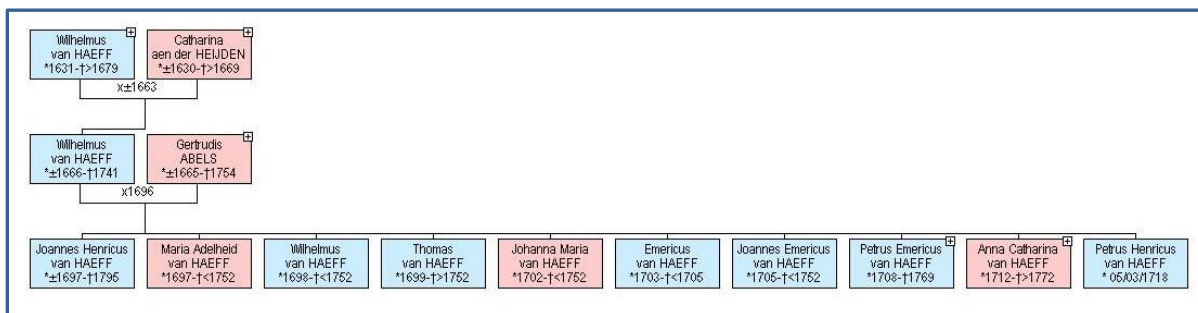 Wilhelmus
van HAEFF
*1631-†>1679
Catharina
aen der HEIJDEN
*±1630-†>1669
x±1663
Wilhelmus
van HAEFF
*±1666-†1741
Gertrudis
ABELS
*±1665-†1754
x1696
Joannes Henricus
van HAEFF
*±1697-†1795
Maria Adelheid
van HAEFF
*1697-†<1752
Wilhelmus
van HAEFF
*1698-†<1752
Thomas
van HAEFF
*1699-†>1752
Johanna Maria
van HAEFF
*1702-†<1752
Emericus
van HAEFF
*1703-†<1705
Joannes Emericus
van HAEFF
*1705-†<1752
Petrus Emericus
van HAEFF
*1708-†1769
Anna Catharina
van HAEFF
*1712-†>1772
Petrus Henricus
van HAEFF
* 05/03/1718